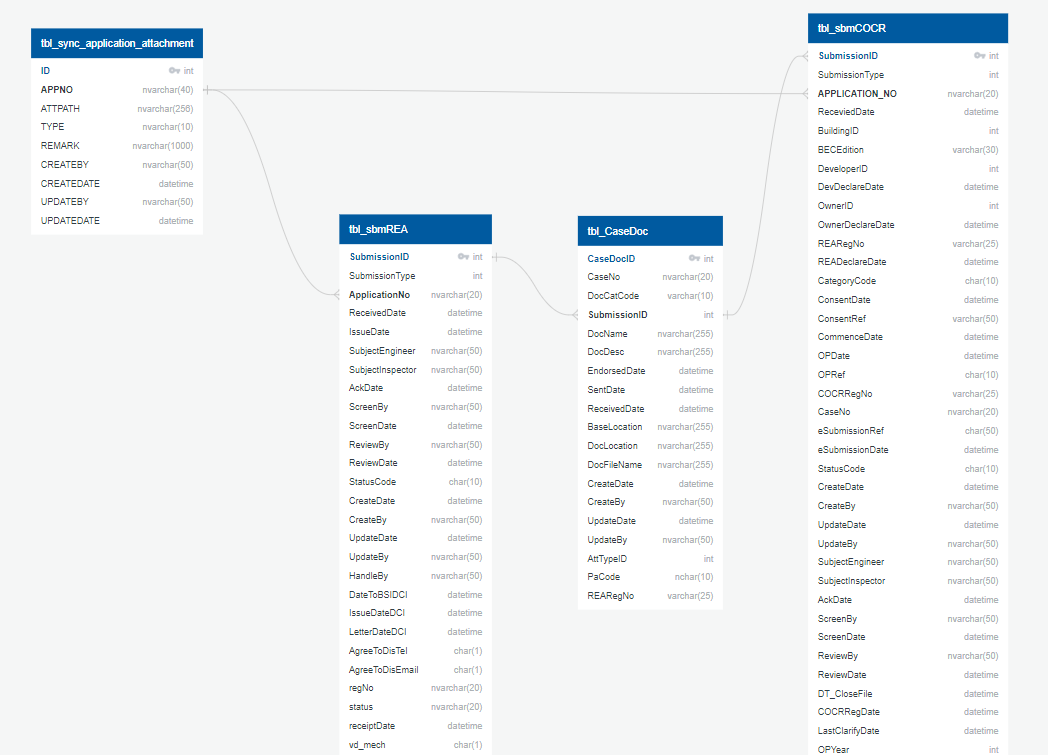 tbl_sync_application_attachment
ID int
APPNO nvarchar(40)
ATTPATH nvarchar(256)
TYPE nvarchar(10)
REMARK nvarchar(1000)
CREATEBY nvarchar(50)
CREATEDATE datetime
UPDATEBY nvarchar(50)
UPDATEDATE datetime
tbl_sbmREA
SubmissionID int
SubmissionType int
ApplicationNo nvarchar(20)
ReceivedDate datetime
IssueDate datetime
SubjectEngineer nvarchar(50)
SubjectInspector nvarchar(50)
AckDate datetime
ScreenBy nvarchar(50)
ScreenDate datetime
ReviewBy nvarchar(50)
ReviewDate datetime
StatusCode char(10)
CreateDate datetime
CreateBy nvarchar(50)
UpdateDate datetime
UpdateBy nvarchar(50)
HandleBy nvarchar(50)
DateToBSIDCI datetime
IssueDateDCI datetime
LetterDateDCI datetime
AgreeToDisTel char(1)
AgreeToDisEmail char(1)
regNo nvarchar(20)
status nvarchar(20)
receiptDate datetime
vd_mech char(1)
tbl_CaseDoc
CaseDocID int
CaseNo nvarchar(20)
DocCatCode varchar(10)
SubmissionID int
DocName nvarchar(255)
DocDesc nvarchar(255)
EndorsedDate datetime
SentDate datetime
ReceivedDate datetime
BaseLocation nvarchar(255)
DocLocation nvarchar(255)
DocFileName nvarchar(255)
CreateDate datetime
CreateBy nvarchar(50)
UpdateDate datetime
UpdateBy nvarchar(50)
AttTypeID int
PaCode nchar(10)
REARegNo varchar(25)
tbl_sbmCOCR
SubmissionID int
SubmissionType int
APPLICATION_NO nvarchar(20)
ReceviedDate datetime
BuildingID int
BECEdition varchar(30)
DeveloperID int
DevDeclareDate datetime
OwnerID int
OwnerDeclareDate datetime
REARegNo varchar(25)
READeclareDate datetime
CategoryCode char(10)
ConsentDate datetime
ConsentRef varchar(50)
CommenceDate datetime
OPDate datetime
OPRef char(10)
COCRRegNo varchar(25)
CaseNo nvarchar(20)
eSubmissionRef char(50)
eSubmissionDate datetime
StatusCode char(10)
CreateDate datetime
CreateBy nvarchar(50)
UpdateDate datetime
UpdateBy nvarchar(50)
SubjectEngineer nvarchar(50)
SubjectInspector nvarchar(50)
AckDate datetime
ScreenBy nvarchar(50)
ScreenDate datetime
ReviewBy nvarchar(50)
ReviewDate datetime
DT_CloseFile datetime
COCRRegDate datetime
LastClarifyDate datetime
OPYear int